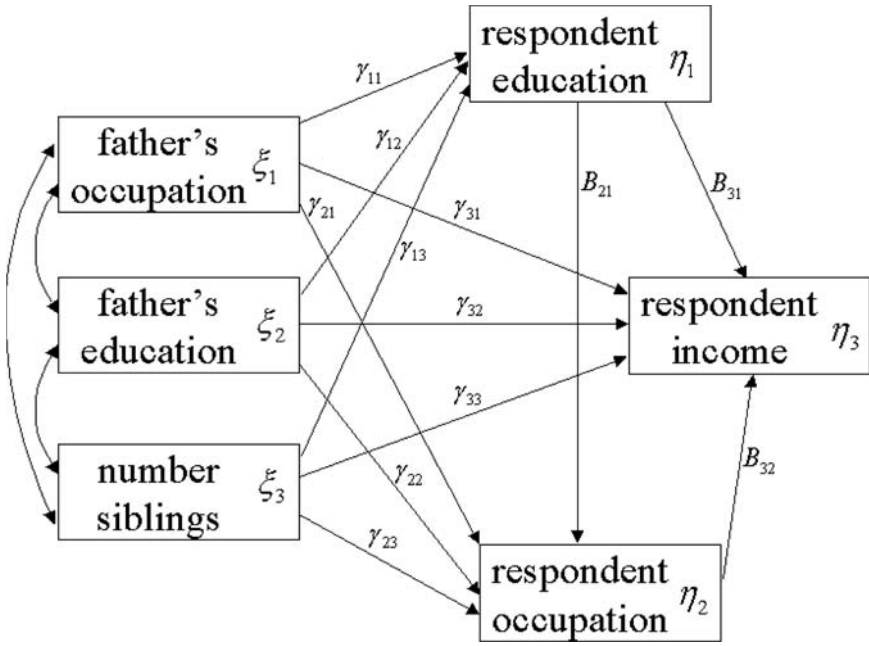 respondent
education η₁
γ₁₁
father's
occupation ξ₁
γ₁₂
γ₂₁
γ₃₁
B₂₁
B₃₁
γ₁₃
father's
education ξ₂
γ₃₂
respondent
income η₃
γ₃₃
number
siblings ξ₃
γ₂₂
B₃₂
γ₂₃
respondent
occupation η₂